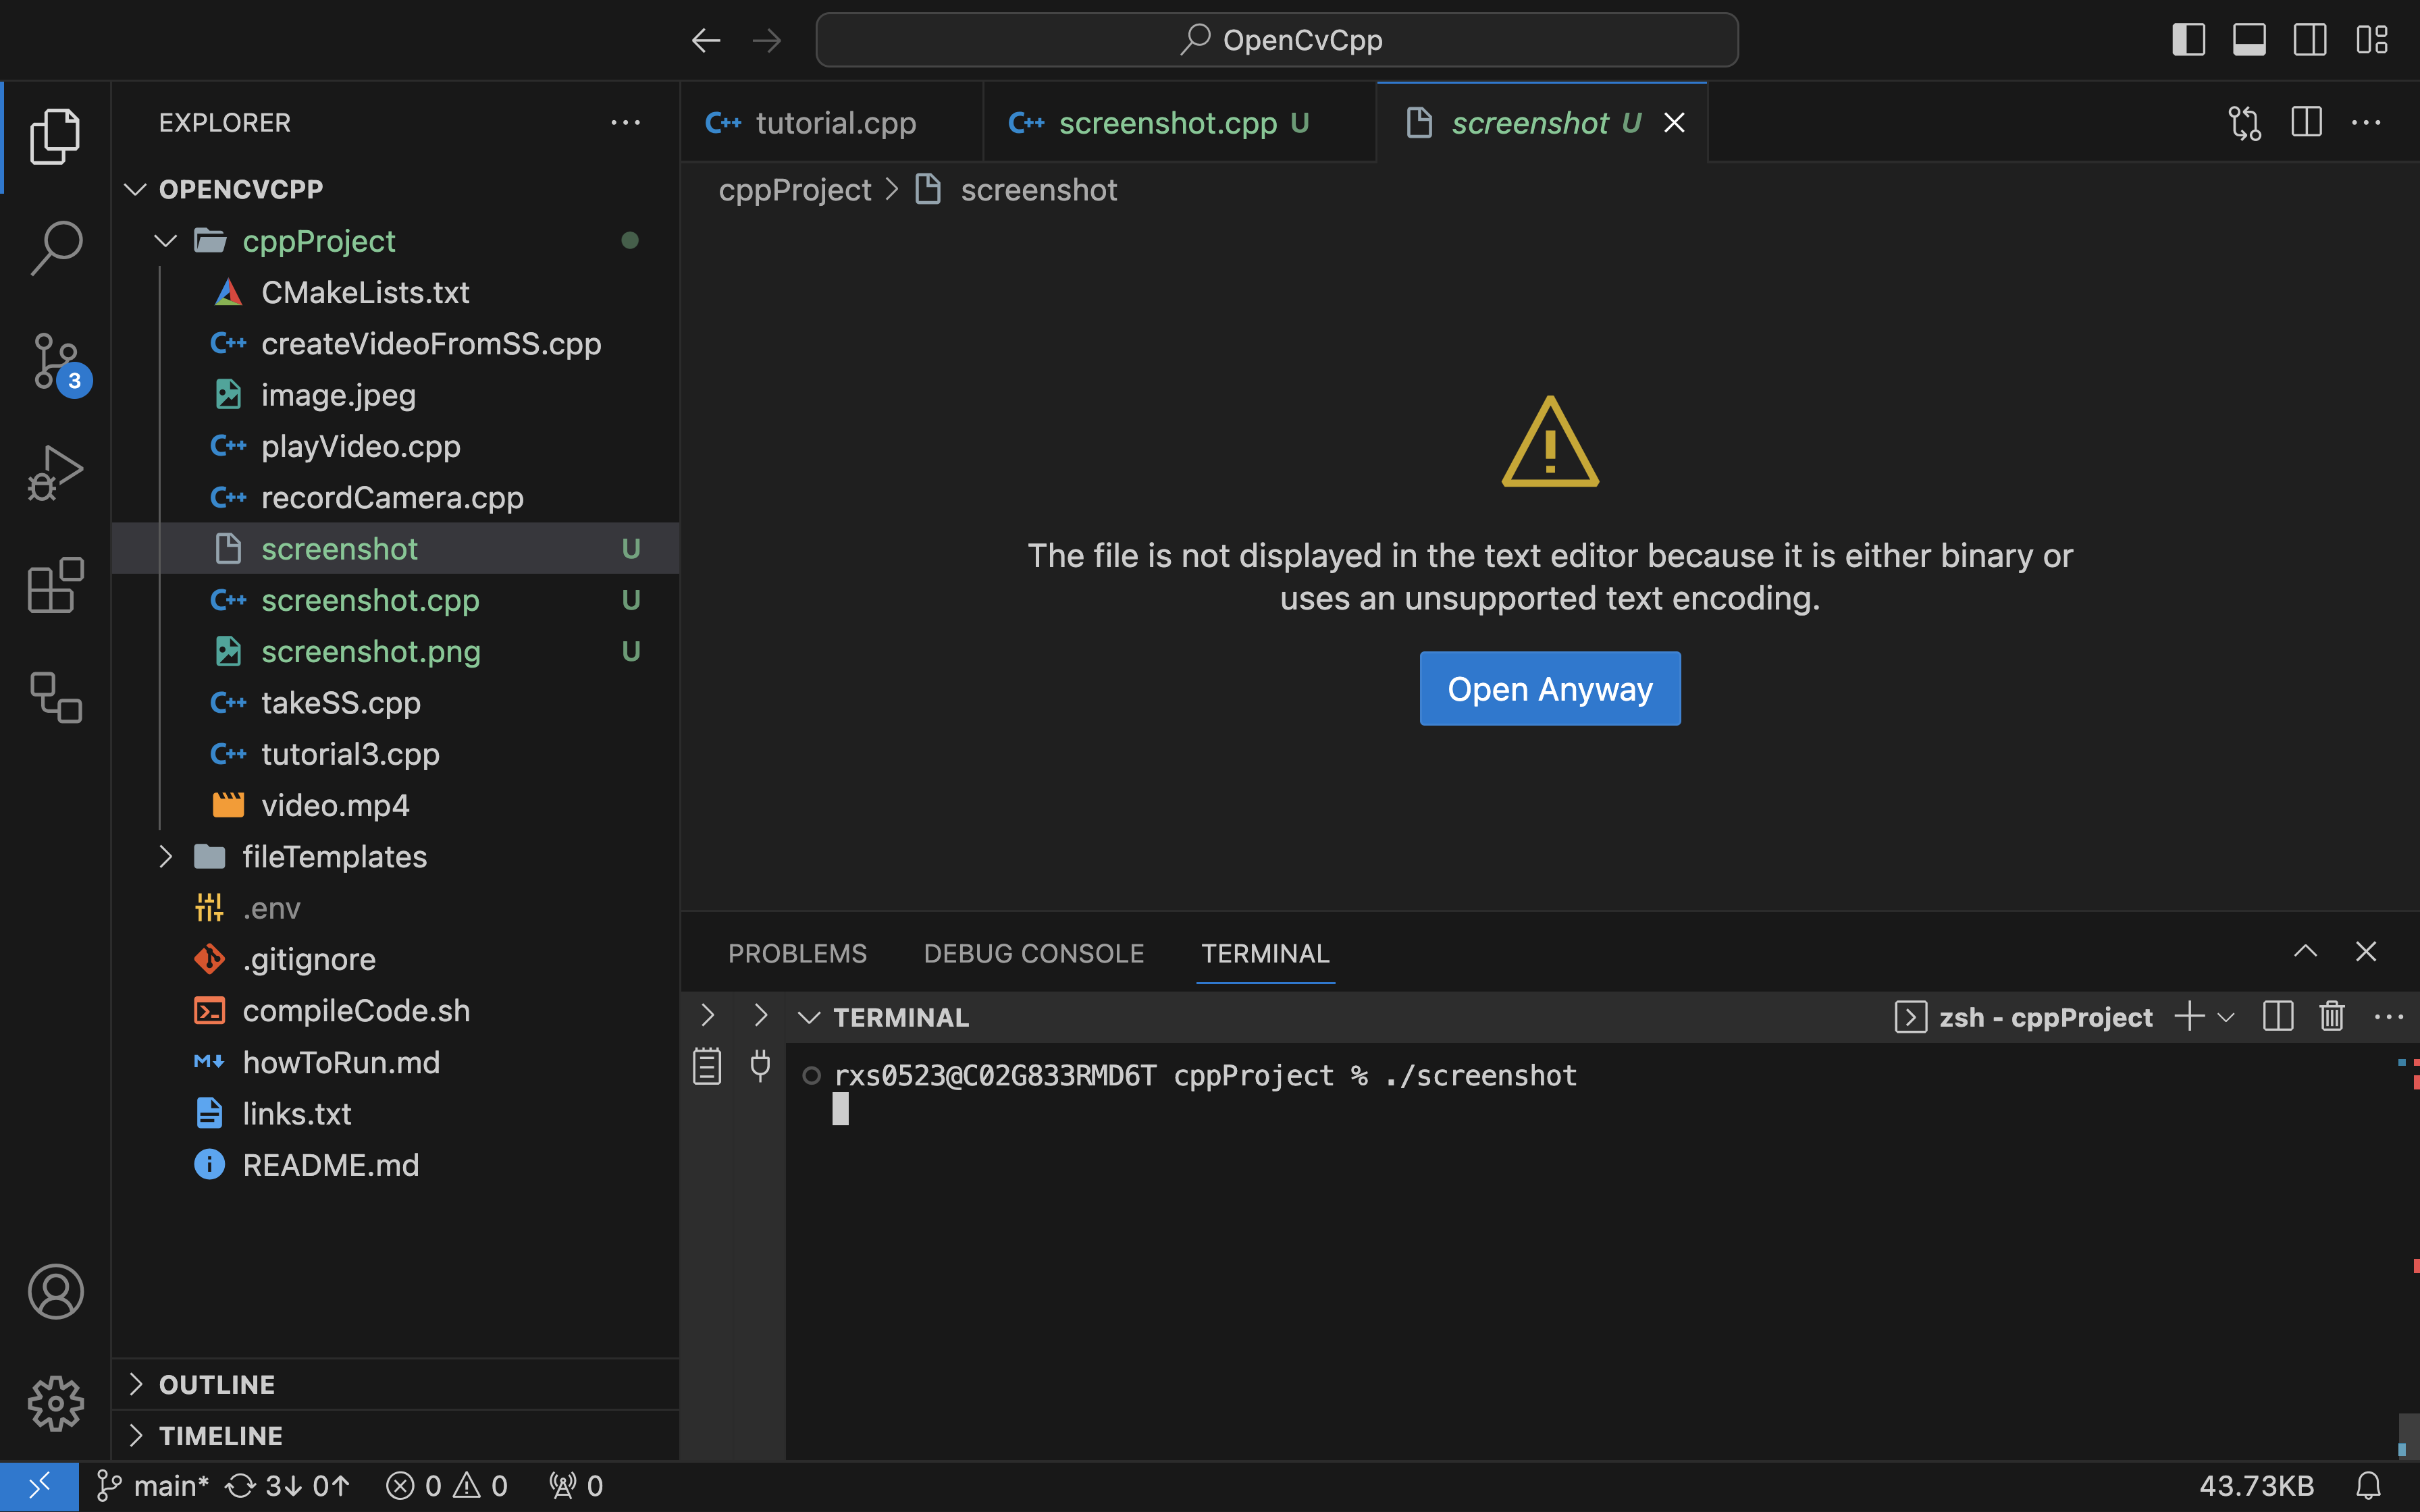 OpenCvCpp
EXPLORER
OPENCVCPP
cppProject
CMakeLists.txt
createVideoFromSS.cpp
image.jpeg
playVideo.cpp
recordCamera.cpp
screenshot U
screenshot.cpp U
screenshot.png U
takeSS.cpp
tutorial3.cpp
video.mp4
fileTemplates
.env
.gitignore
compileCode.sh
howToRun.md
links.txt
README.md
OUTLINE
TIMELINE
3
tutorial.cpp
screenshot.cpp U
screenshot U
cppProject > screenshot
The file is not displayed in the text editor because it is either binary or
uses an unsupported text encoding.
Open Anyway
PROBLEMS DEBUG CONSOLE TERMINAL
TERMINAL
zsh - cppProject
rxs0523@C02G833RMD6T cppProject % ./screenshot
main* 3↓ 0↑ 0 0 0
43.73KB